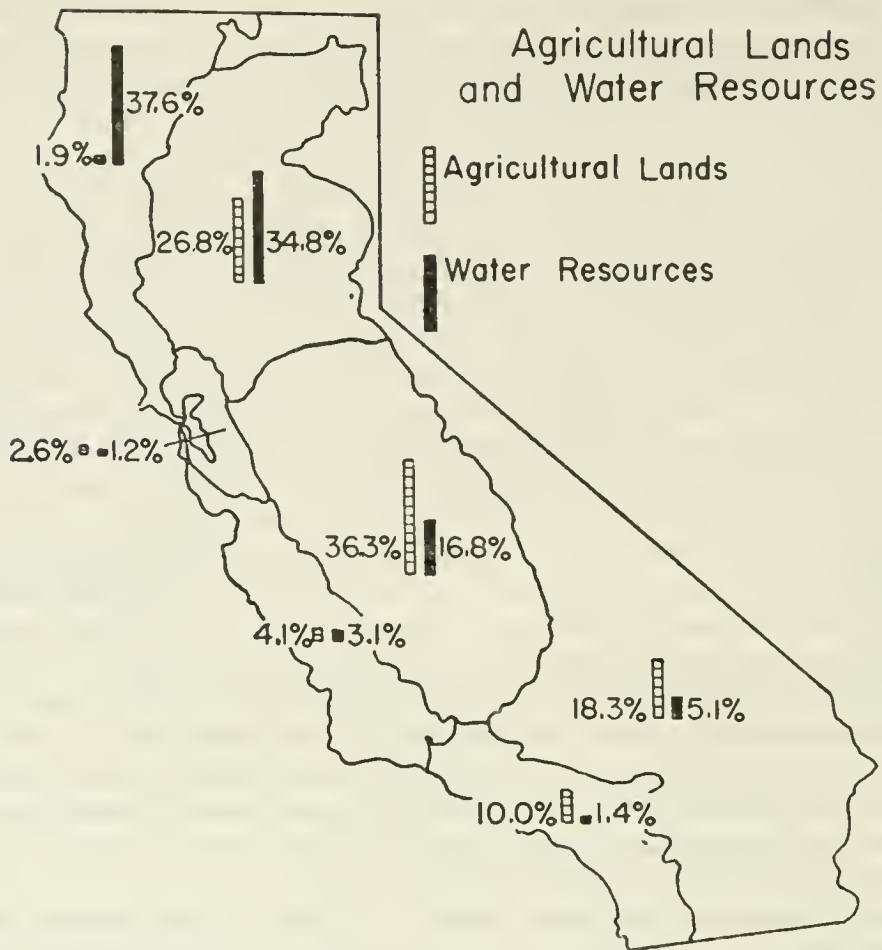 Agricultural Lands
and Water Resources
Agricultural Lands
Water Resources
37.6%
1.9%
26.8% 34.8%
2.6% 1.2%
36.3% 16.8%
4.1% 3.1%
18.3% 5.1%
10.0% 1.4%